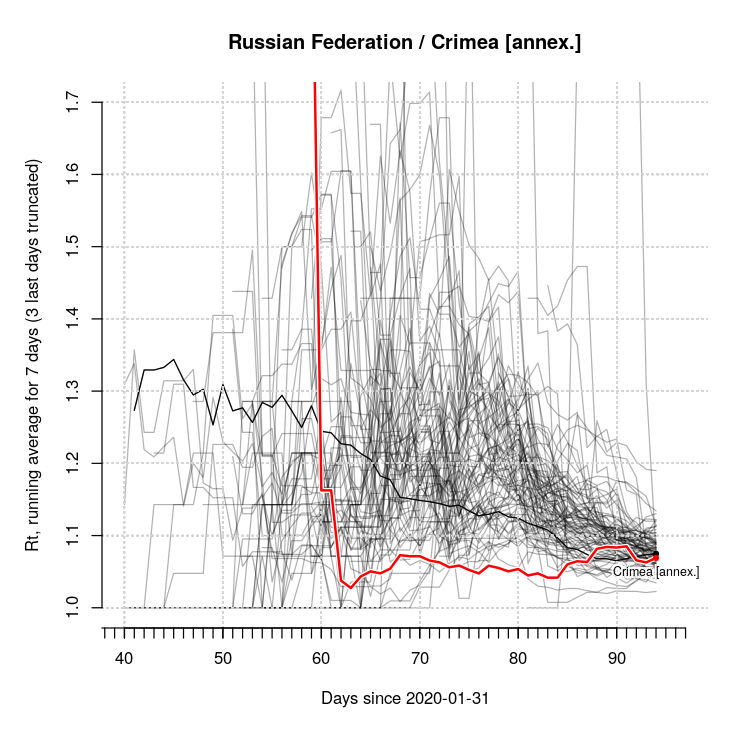 Russian Federation / Crimea [annex.]
Rt, running average for 7 days (3 last days truncated)
1.7
1.6
1.5
1.4
1.3
1.2
1.1
1.0
Crimea [annex.]
40 50 60 70 80 90
Days since 2020-01-31